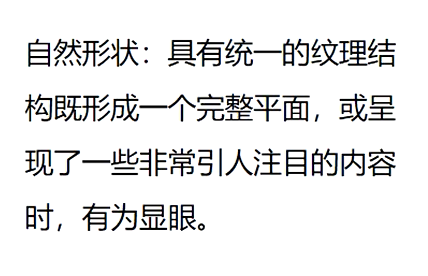 自然形状：具有统一的纹理结
构既形成一个完整平面，或呈
现了一些非常引人注目的内容
时，有为显眼。